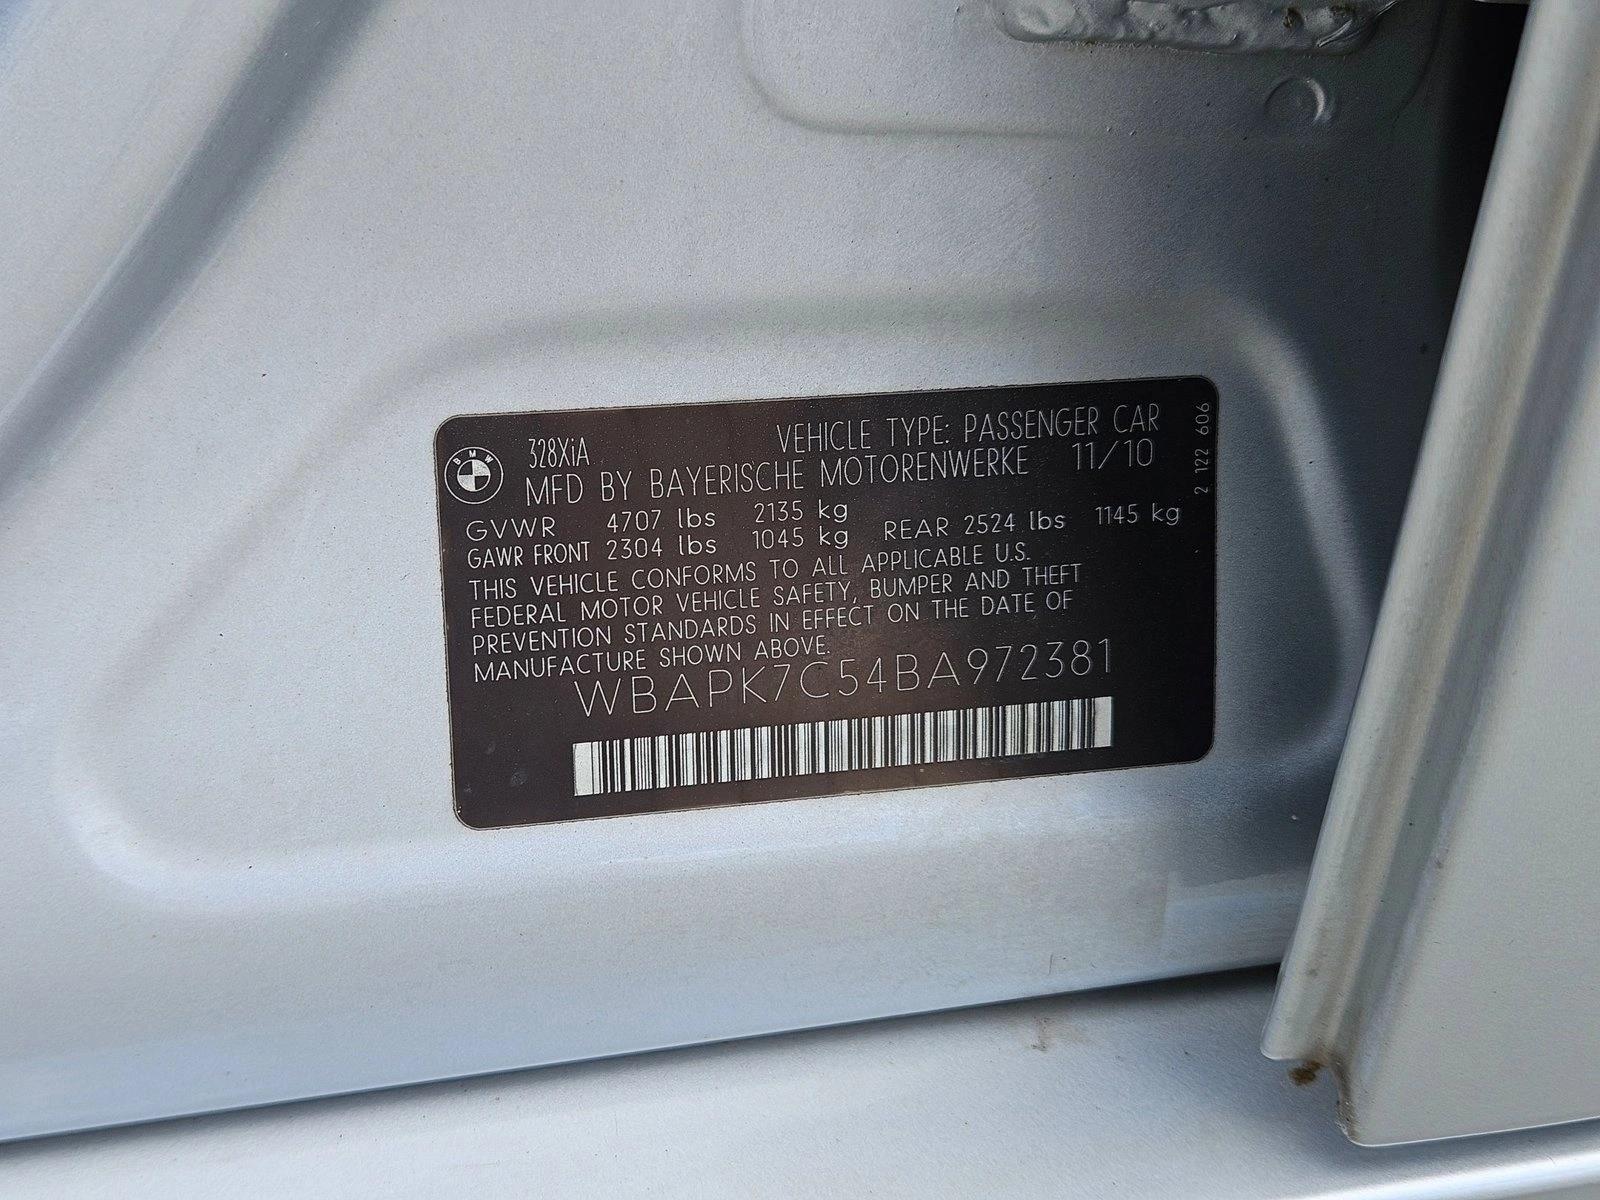 BMW
328XiA
VEHICLE TYPE: PASSENGER CAR
MFD BY BAYERISCHE MOTORENWERKE 11/10
GVWR 4707 lbs 2135 kg
GAWR FRONT 2304 lbs 1045 kg REAR 2524 lbs 1145 kg
THIS VEHICLE CONFORMS TO ALL APPLICABLE U.S.
FEDERAL MOTOR VEHICLE SAFETY, BUMPER AND THEFT
PREVENTION STANDARDS IN EFFECT ON THE DATE OF
MANUFACTURE SHOWN ABOVE.
WBAPK7C54BA972381
2 122 606